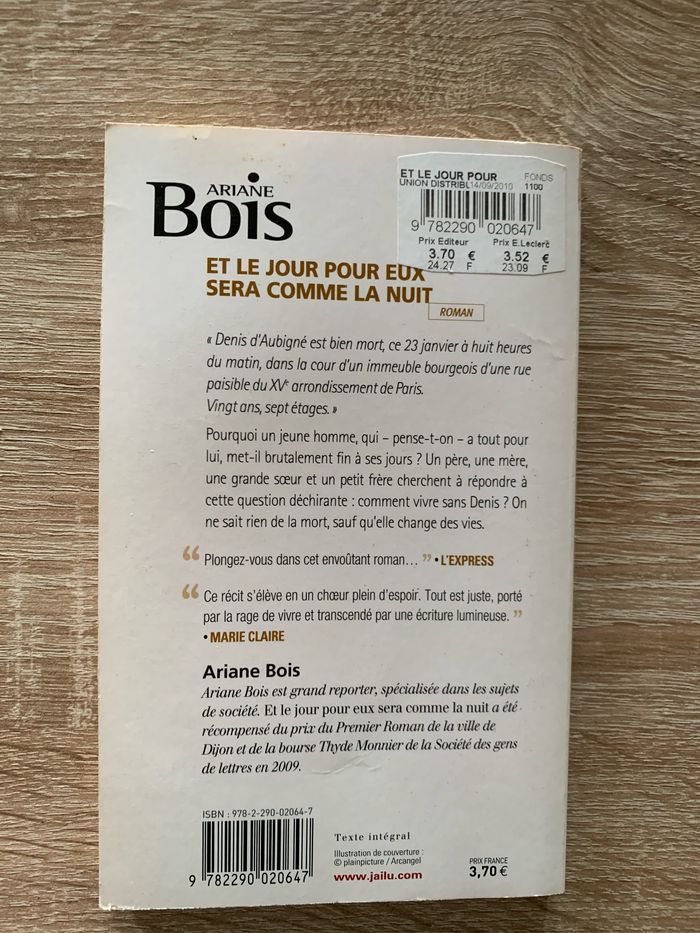 ARIANE
Bois
ET LE JOUR POUR FONDS
UNION DISTRIBU 14/09/2010 1100
9 782290 020647
Prix Editeur Prix E.Leclerc
3.70 € 3.52 €
24.27 F 23.09 F
ET LE JOUR POUR EUX
SERA COMME LA NUIT
ROMAN
« Denis d'Aubigné est bien mort, ce 23 janvier à huit heures
du matin, dans la cour d'un immeuble bourgeois d'une rue
paisible du XVe arrondissement de Paris.
Vingt ans, sept étages. »
Pourquoi un jeune homme, qui – pense-t-on – a tout pour
lui, met-il brutalement fin à ses jours ? Un père, une mère,
une grande sœur et un petit frère cherchent à répondre à
cette question déchirante : comment vivre sans Denis ? On
ne sait rien de la mort, sauf qu'elle change des vies.
“ Plongez-vous dans cet envoûtant roman… ” • L'EXPRESS
“ Ce récit s'élève en un chœur plein d'espoir. Tout est juste, porté
par la rage de vivre et transcendé par une écriture lumineuse. ”
• MARIE CLAIRE
Ariane Bois
Ariane Bois est grand reporter, spécialisée dans les sujets
de société. Et le jour pour eux sera comme la nuit a été
récompensé du prix du Premier Roman de la ville de
Dijon et de la bourse Thyde Monnier de la Société des gens
de lettres en 2009.
ISBN : 978-2-290-02064-7
9 782290 020647
Texte intégral
Illustration de couverture :
© plainpicture / Arcangel
www.jailu.com
PRIX FRANCE
3,70 €